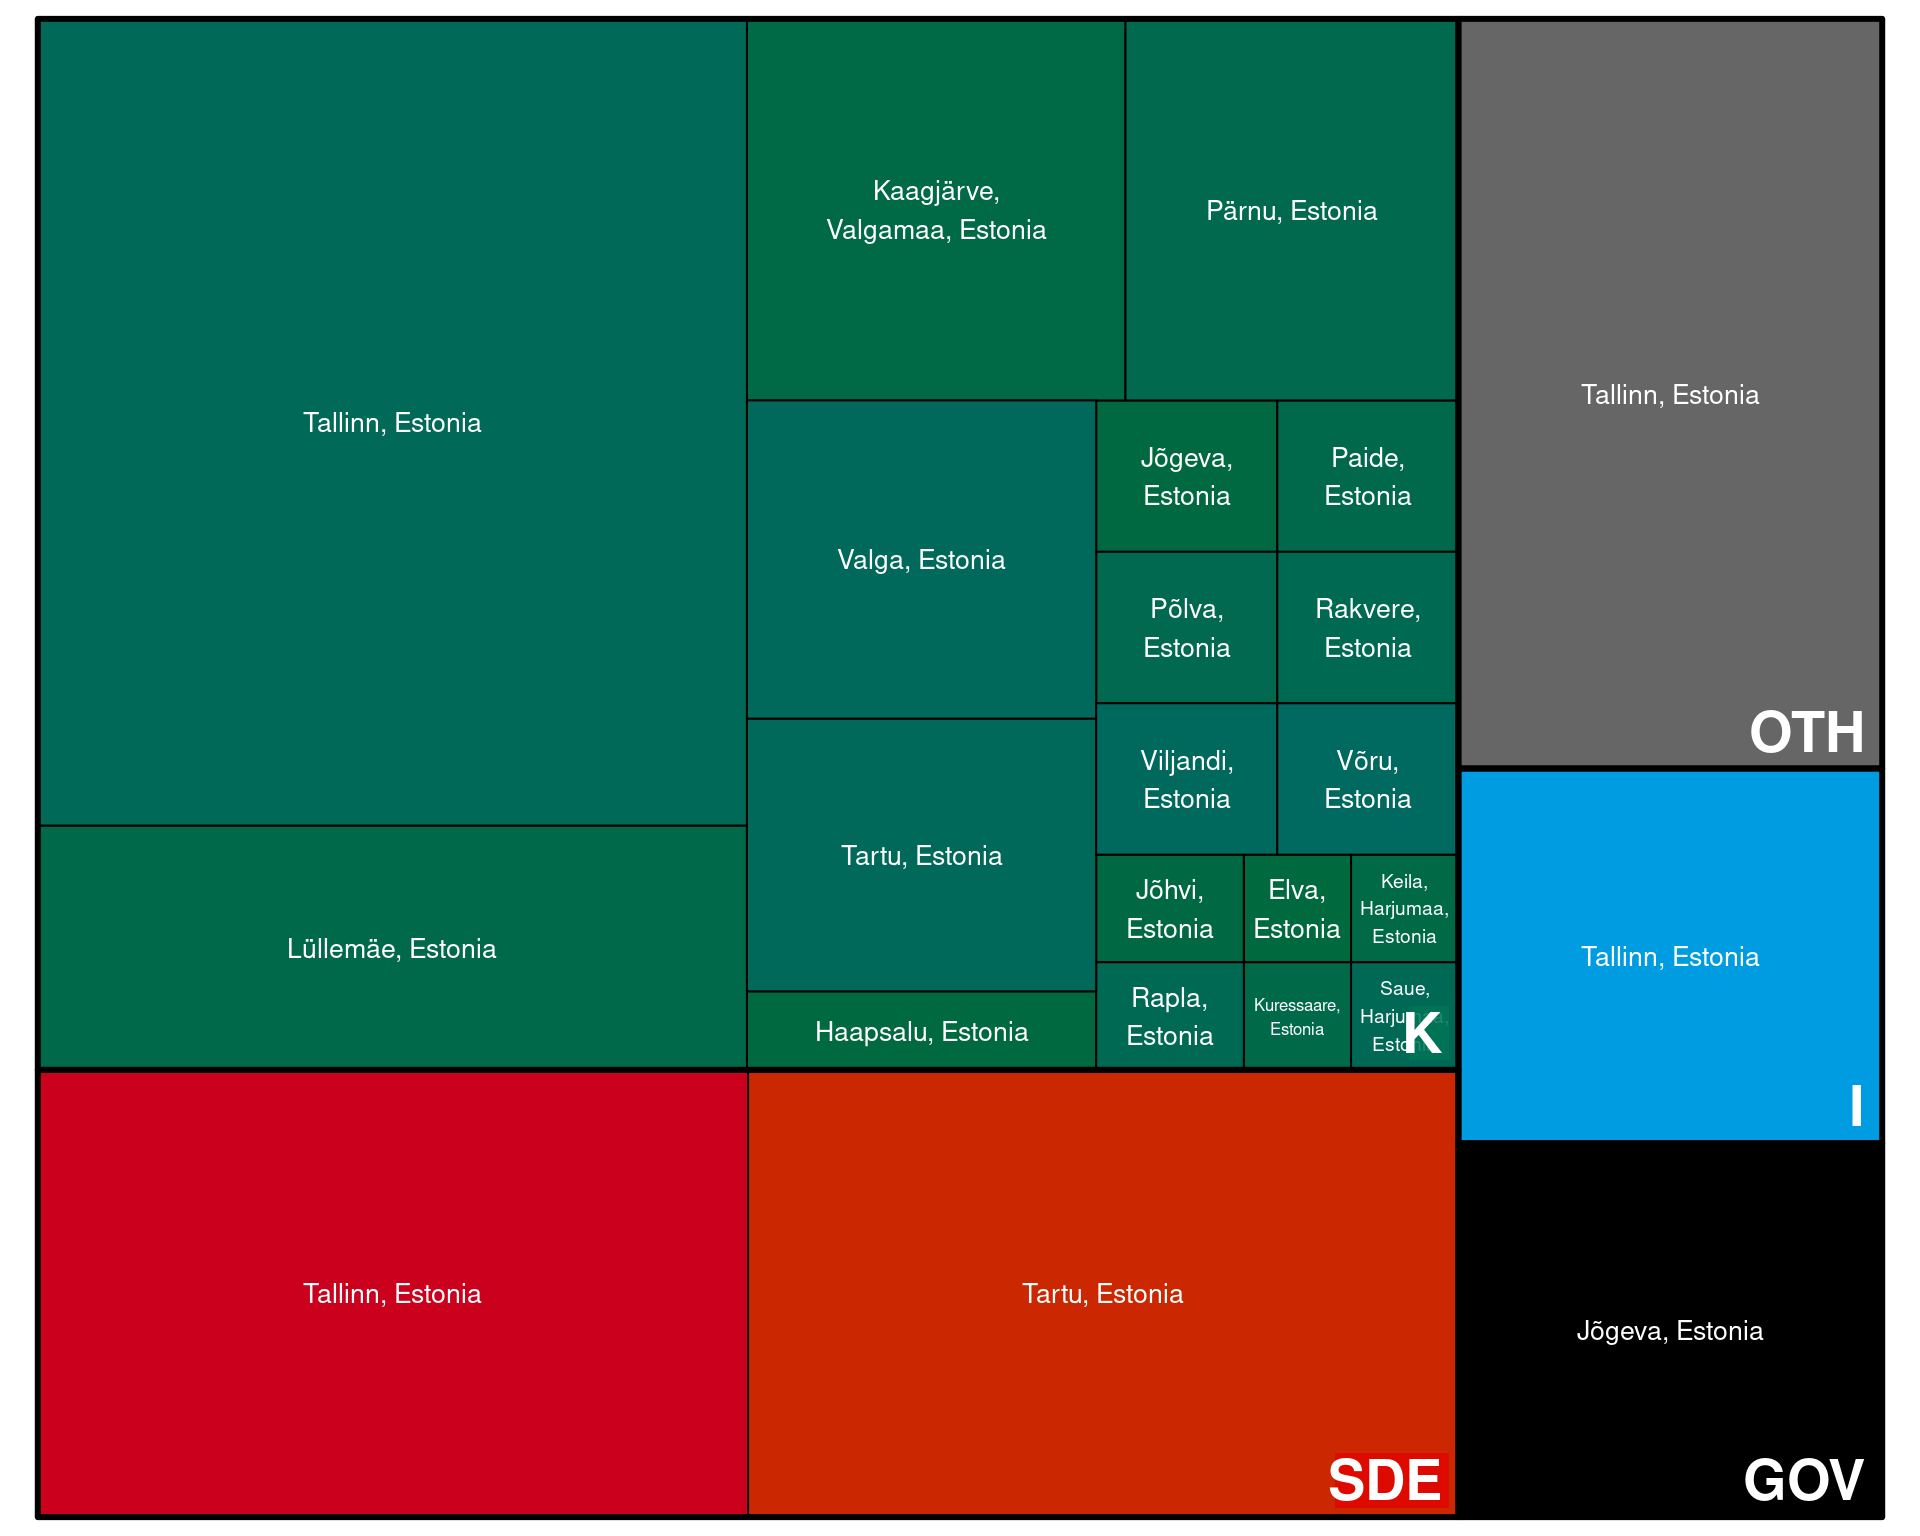 Tallinn, Estonia
Lüllemäe, Estonia
Kaagjärve,
Valgamaa, Estonia
Pärnu, Estonia
Valga, Estonia
Tartu, Estonia
Haapsalu, Estonia
Jõgeva,
Estonia
Paide,
Estonia
Põlva,
Estonia
Rakvere,
Estonia
Viljandi,
Estonia
Võru,
Estonia
Jõhvi,
Estonia
Elva,
Estonia
Keila,
Harjumaa,
Estonia
Rapla,
Estonia
Kuressaare,
Estonia
Saue,
Harjumaa,
Estonia
K
Tallinn, Estonia
Tartu, Estonia
SDE
Tallinn, Estonia
OTH
Tallinn, Estonia
I
Jõgeva, Estonia
GOV